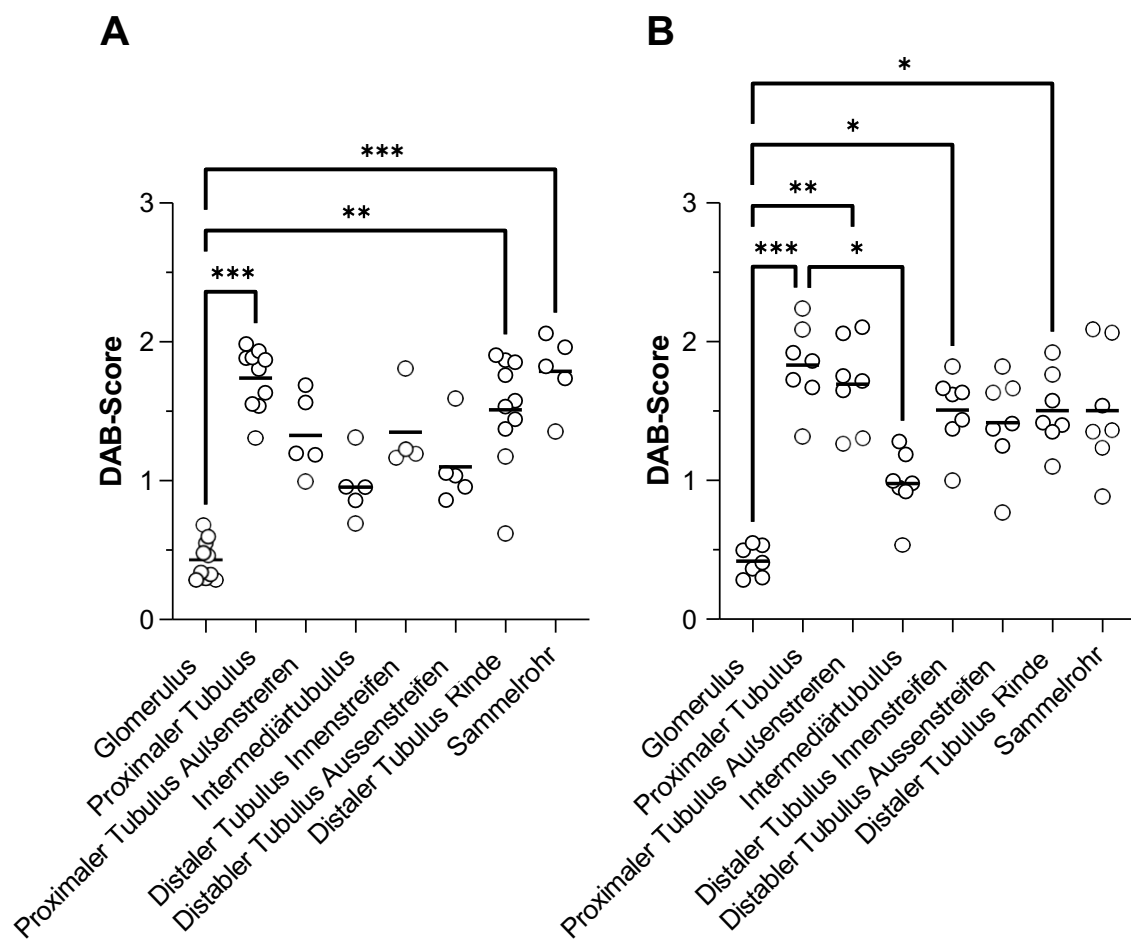 A
***
**
***
3
2
1
0
DAB-Score
Glomerulus
Proximaler Tubulus
Proximaler Tubulus Außenstreifen
Intermediärtubulus
Distaler Tubulus Innenstreifen
Distabler Tubulus Aussenstreifen
Distaler Tubulus Rinde
Sammelrohr
B
*
*
**
***
*
3
2
1
0
DAB-Score
Glomerulus
Proximaler Tubulus
Proximaler Tubulus Außenstreifen
Intermediärtubulus
Distaler Tubulus Innenstreifen
Distabler Tubulus Aussenstreifen
Distaler Tubulus Rinde
Sammelrohr